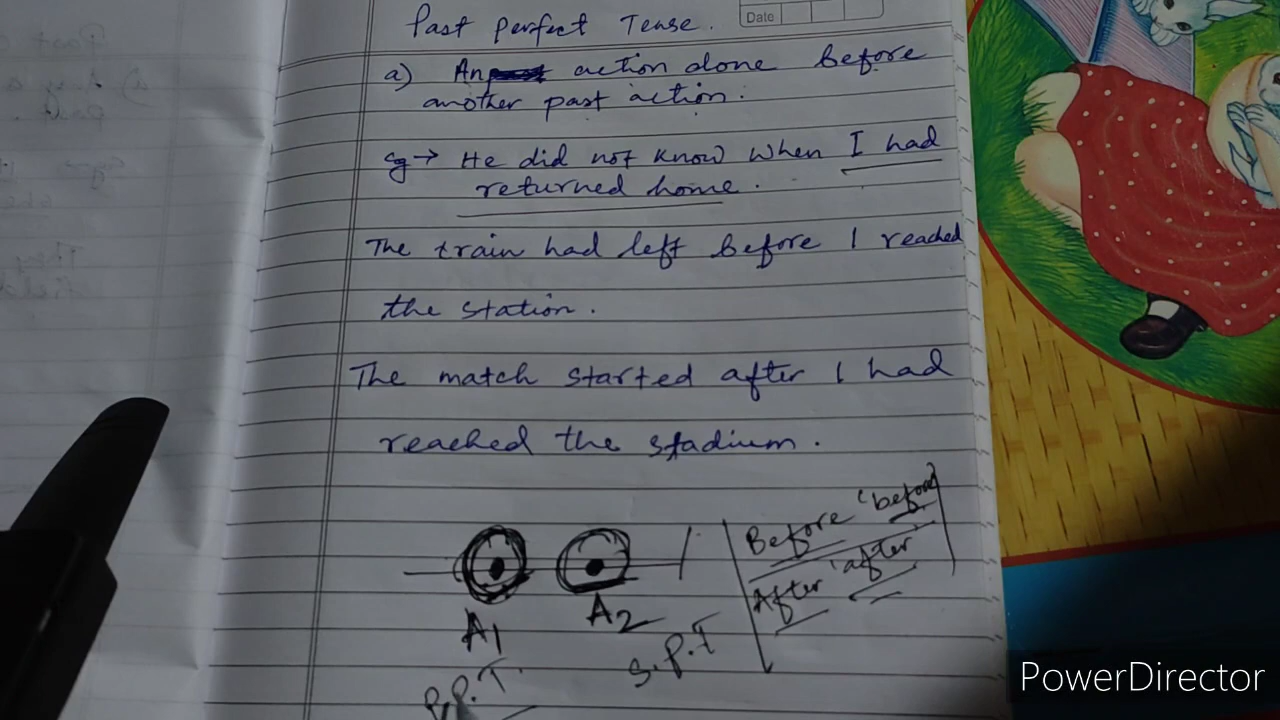 Past Perfect Tense.
Date
a) An action done before
another past action.
eg → He did not know when I had
returned home.
The train had left before I reached
the station.
The match started after I had
reached the stadium.
Before 'before'
After 'after'
A1 A2
P.P.T. S.P.T
PowerDirector